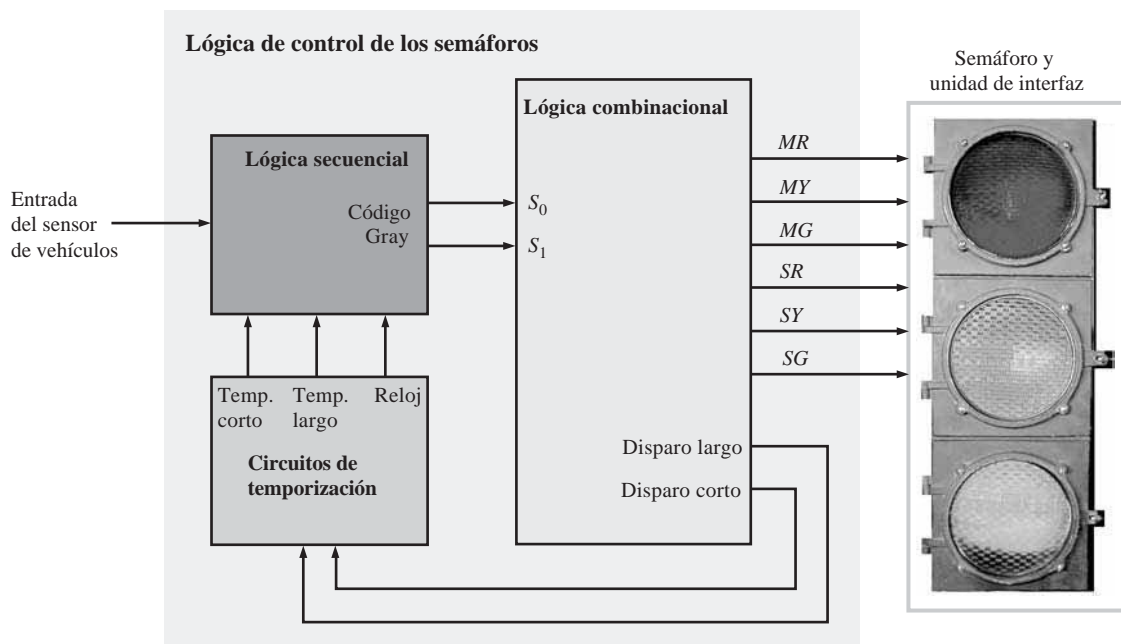 Lógica de control de los semáforos
Semáforo y
unidad de interfaz
Lógica combinacional
Lógica secuencial
Entrada
del sensor
de vehículos
Código
Gray
S0
S1
MR
MY
MG
SR
SY
SG
Temp.
corto
Temp.
largo
Reloj
Circuitos de
temporización
Disparo largo
Disparo corto